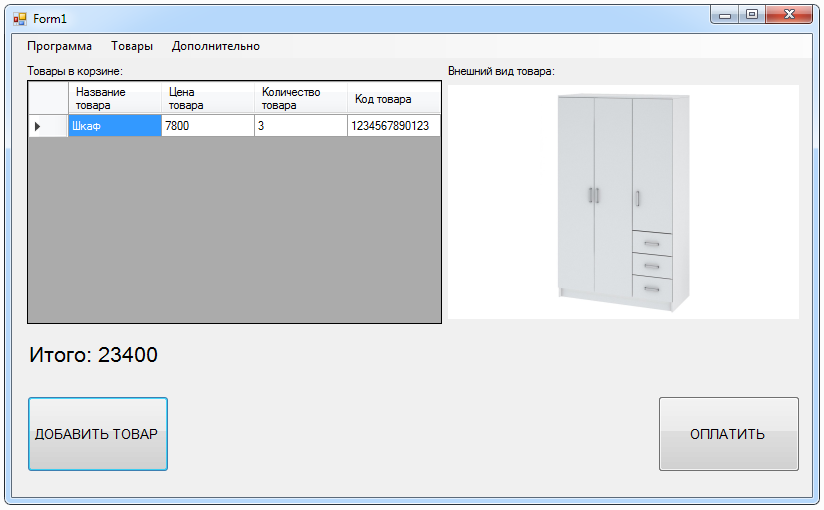 Form1
Программа Товары Дополнительно
Товары в корзине:
Внешний вид товара:
Название товара Цена товара Количество товара Код товара
Шкаф 7800 3 1234567890123
Итого: 23400
ДОБАВИТЬ ТОВАР
ОПЛАТИТЬ